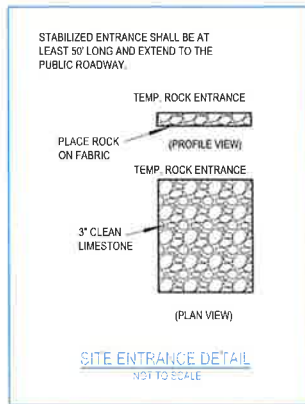 STABILIZED ENTRANCE SHALL BE AT
LEAST 50' LONG AND EXTEND TO THE
PUBLIC ROADWAY.
TEMP. ROCK ENTRANCE
PLACE ROCK
ON FABRIC
(PROFILE VIEW)
TEMP. ROCK ENTRANCE
3" CLEAN
LIMESTONE
(PLAN VIEW)
SITE ENTRANCE DETAIL
NOT TO SCALE